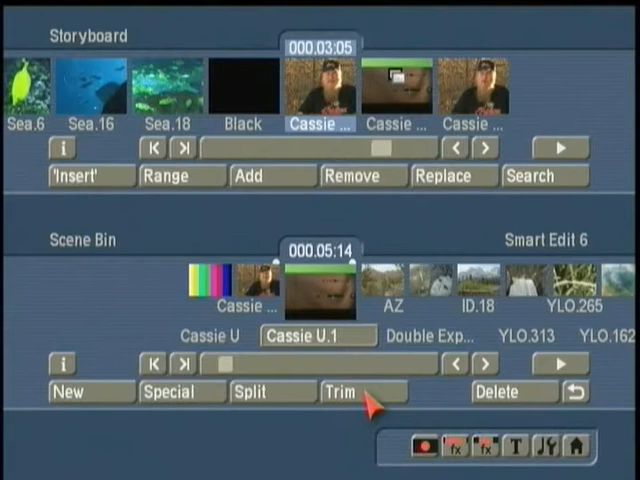 Storyboard
000.03:05
Sea.6 Sea.16 Sea.18 Black Cassie ... Cassie ... Cassie ...
i
'Insert' Range Add Remove Replace Search
Scene Bin 000.05:14 Smart Edit 6
Cassie ... AZ ID.18 YLO.265
Cassie U Cassie U.1 Double Exp... YLO.313 YLO.162
i
New Special Split Trim Delete
fx fx T